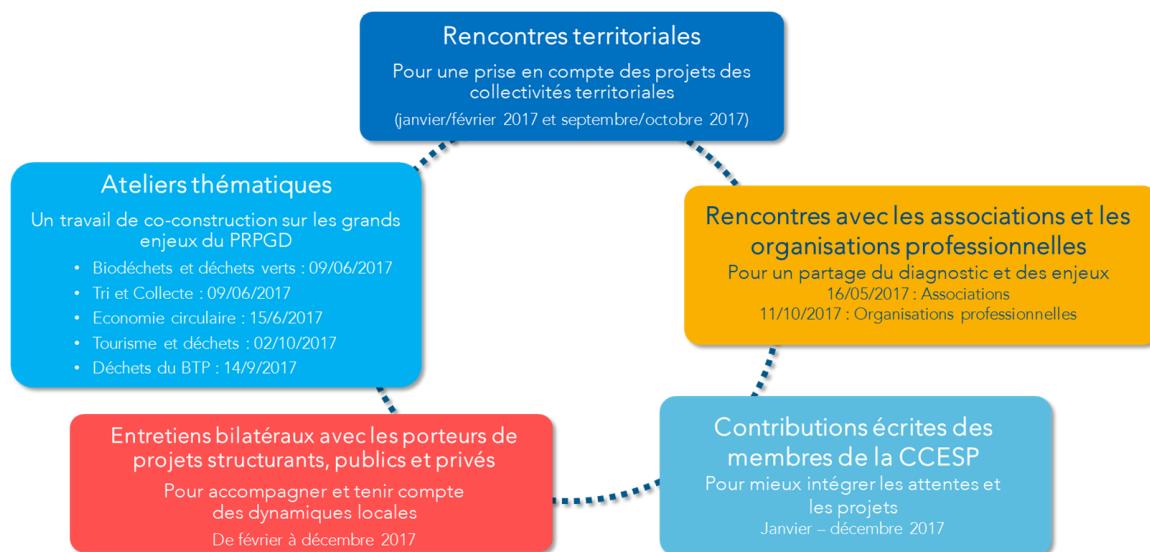 Rencontres territoriales
Pour une prise en compte des projets des
collectivités territoriales
(janvier/février 2017 et septembre/octobre 2017)
Ateliers thématiques
Un travail de co-construction sur les grands
enjeux du PRPGD
• Biodéchets et déchets verts : 09/06/2017
• Tri et Collecte : 09/06/2017
• Economie circulaire : 15/6/2017
• Tourisme et déchets : 02/10/2017
• Déchets du BTP : 14/9/2017
Rencontres avec les associations et les
organisations professionnelles
Pour un partage du diagnostic et des enjeux
16/05/2017 : Associations
11/10/2017 : Organisations professionnelles
Entretiens bilatéraux avec les porteurs de
projets structurants, publics et privés
Pour accompagner et tenir compte
des dynamiques locales
De février à décembre 2017
Contributions écrites des
membres de la CCESP
Pour mieux intégrer les attentes et
les projets
Janvier – décembre 2017